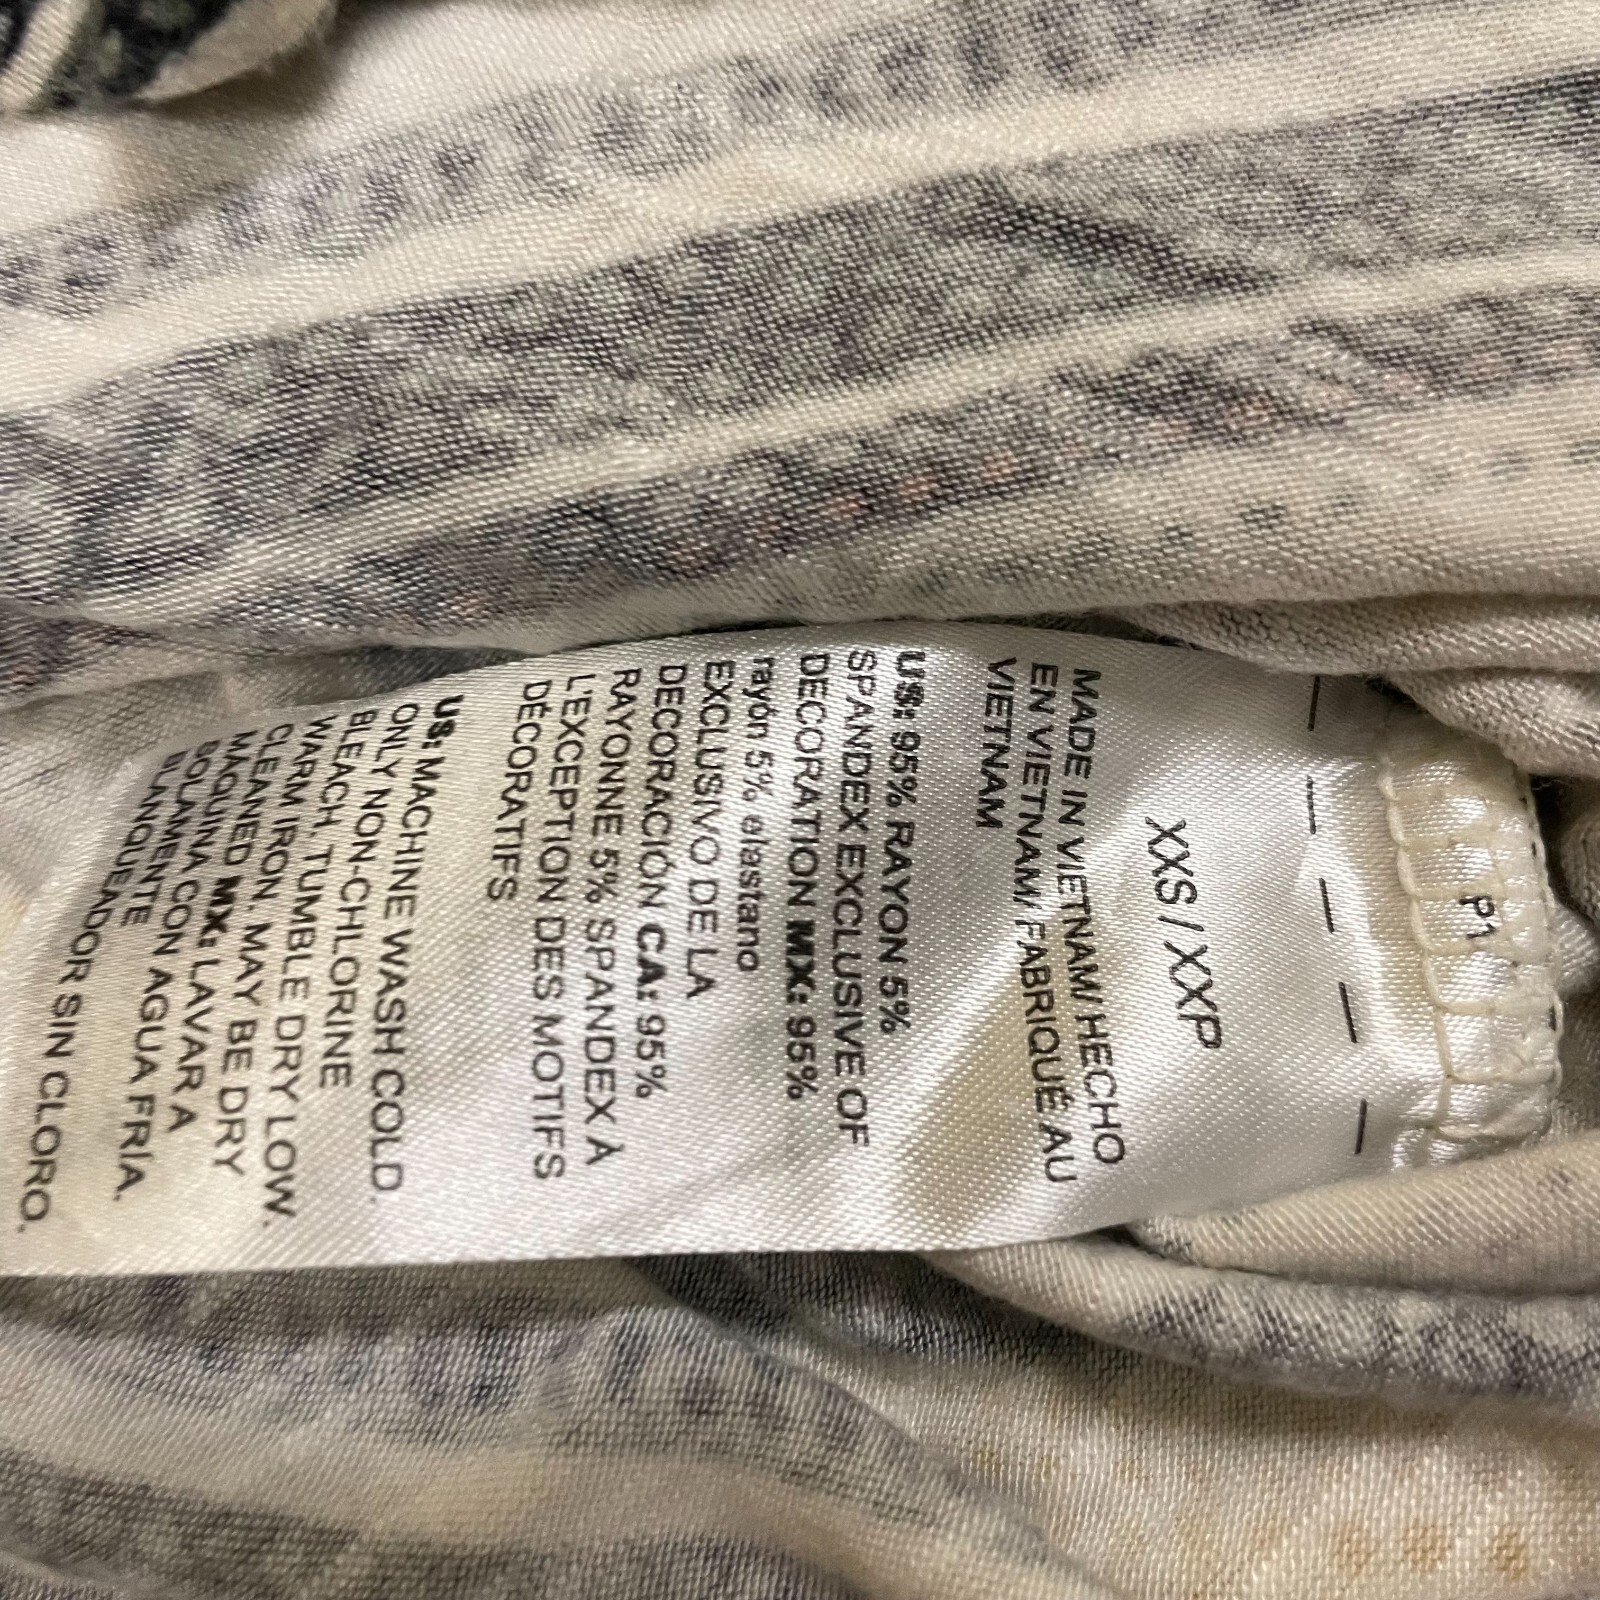 P1
XXS / XXP
MADE IN VIETNAM/ HECHO
EN VIETNAM/ FABRIQUÉ AU
VIETNAM
US: 95% RAYON 5%
SPANDEX EXCLUSIVE OF
DECORATION MX: 95%
rayón 5% elastano
EXCLUSIVO DE LA
DECORACIÓN CA: 95%
RAYONNE 5% SPANDEX À
L'EXCEPTION DES MOTIFS
DÉCORATIFS
US: MACHINE WASH COLD.
ONLY NON-CHLORINE
BLEACH, TUMBLE DRY LOW.
WARM IRON. MAY BE DRY
CLEANED MX: LAVAR A
MAQUINA CON AGUA FRIA.
SOLAMENTE
BLANQUEADOR SIN CLORO.